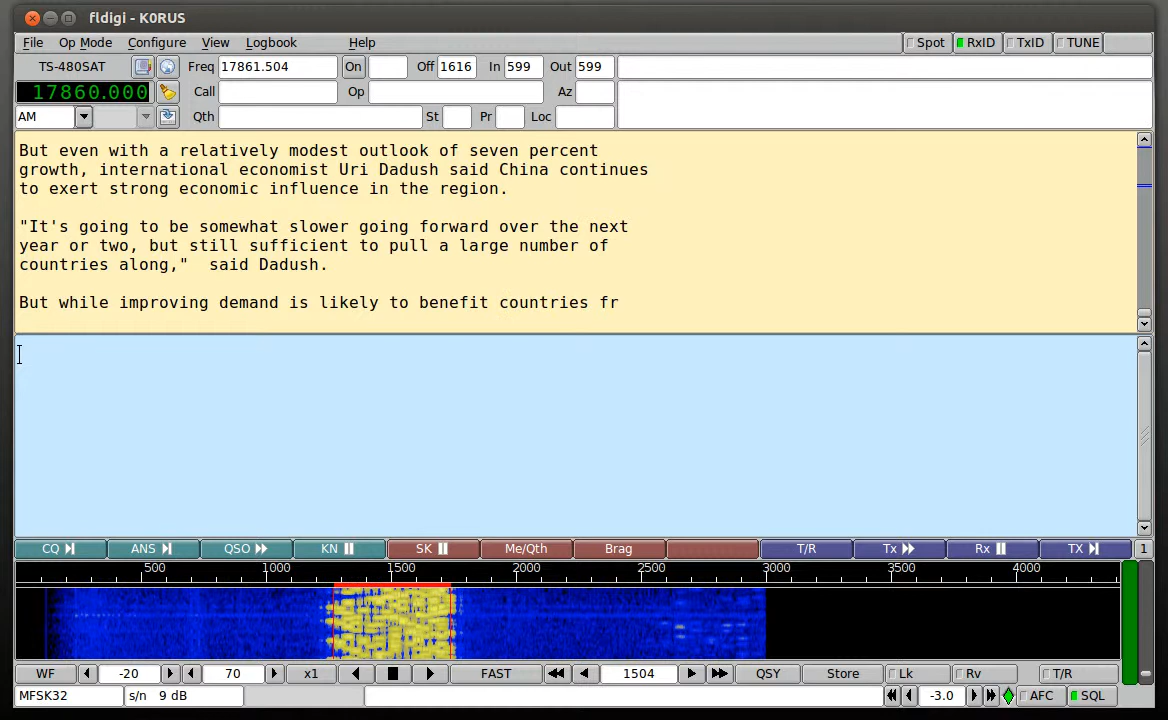 fldigi - K0RUS
File Op Mode Configure View Logbook Help Spot RxID TxID TUNE
TS-480SAT Freq 17861.504 On Off 1616 In 599 Out 599
17860.000 Call Op Az
AM Qth St Pr Loc
But even with a relatively modest outlook of seven percent
growth, international economist Uri Dadush said China continues
to exert strong economic influence in the region.
"It's going to be somewhat slower going forward over the next
year or two, but still sufficient to pull a large number of
countries along,"  said Dadush.
But while improving demand is likely to benefit countries fr
CQ ANS QSO KN SK Me/Qth Brag T/R Tx Rx TX 1
500 1000 1500 2000 2500 3000 3500 4000
WF -20 70 x1 FAST 1504 QSY Store Lk Rv T/R
MFSK32 s/n 9 dB -3.0 AFC SQL